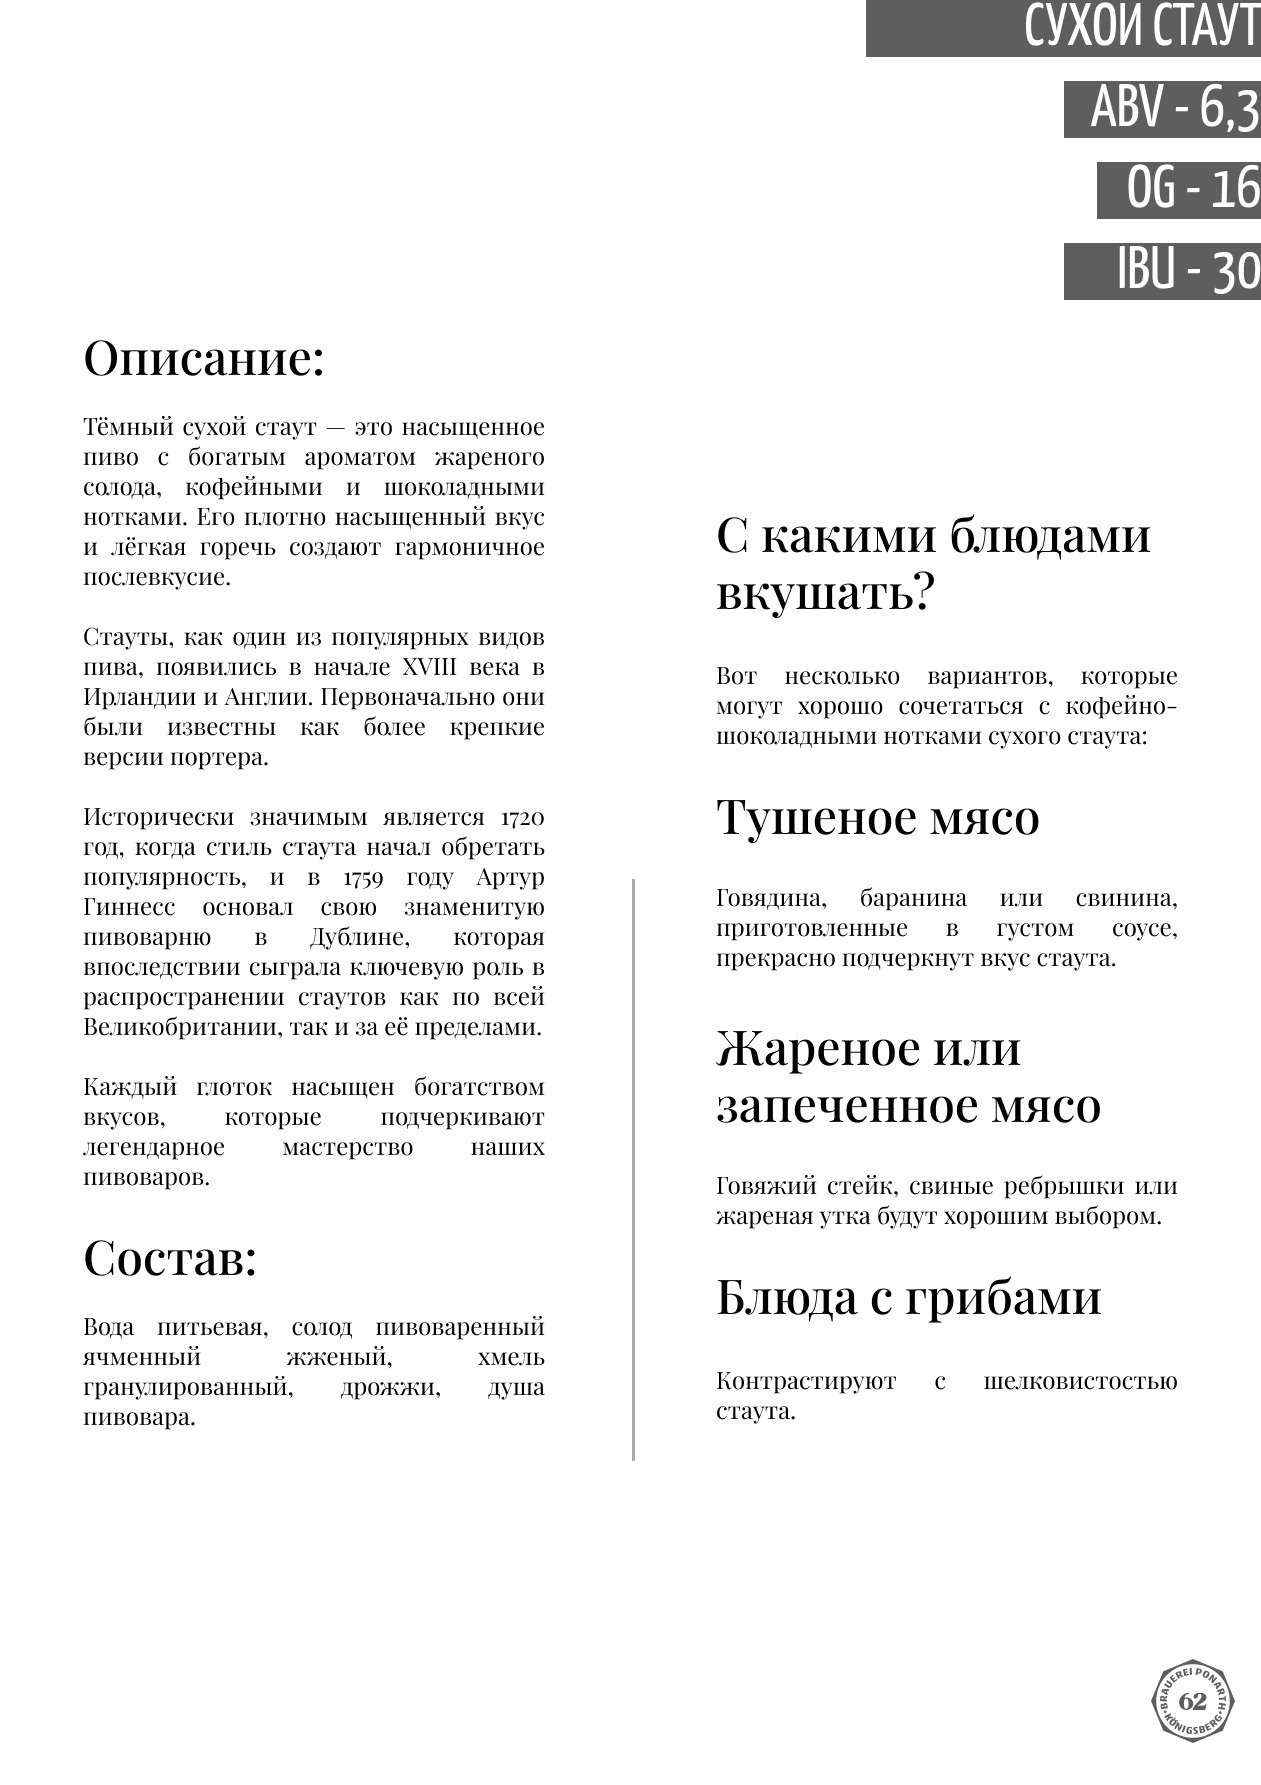 СУХОЙ СТАУТ
ABV - 6,3
OG - 16
IBU - 30
Описание:
Тёмный сухой стаут — это насыщенное
пиво с богатым ароматом жареного
солода, кофейными и шоколадными
нотками. Его плотно насыщенный вкус
и лёгкая горечь создают гармоничное
послевкусие.
Стауты, как один из популярных видов
пива, появились в начале XVIII века в
Ирландии и Англии. Первоначально они
были известны как более крепкие
версии портера.
Исторически значимым является 1720
год, когда стиль стаута начал обретать
популярность, и в 1759 году Артур
Гиннесс основал свою знаменитую
пивоварню в Дублине, которая
впоследствии сыграла ключевую роль в
распространении стаутов как по всей
Великобритании, так и за её пределами.
Каждый глоток насыщен богатством
вкусов, которые подчеркивают
легендарное мастерство наших
пивоваров.
Состав:
Вода питьевая, солод пивоваренный
ячменный жженый, хмель
гранулированный, дрожжи, душа
пивовара.
С какими блюдами
вкушать?
Вот несколько вариантов, которые
могут хорошо сочетаться с кофейно-
шоколадными нотками сухого стаута:
Тушеное мясо
Говядина, баранина или свинина,
приготовленные в густом соусе,
прекрасно подчеркнут вкус стаута.
Жареное или
запеченное мясо
Говяжий стейк, свиные ребрышки или
жареная утка будут хорошим выбором.
Блюда с грибами
Контрастируют с шелковистостью
стаута.
BRAUEREI PONARTH
62
KÖNIGSBERG